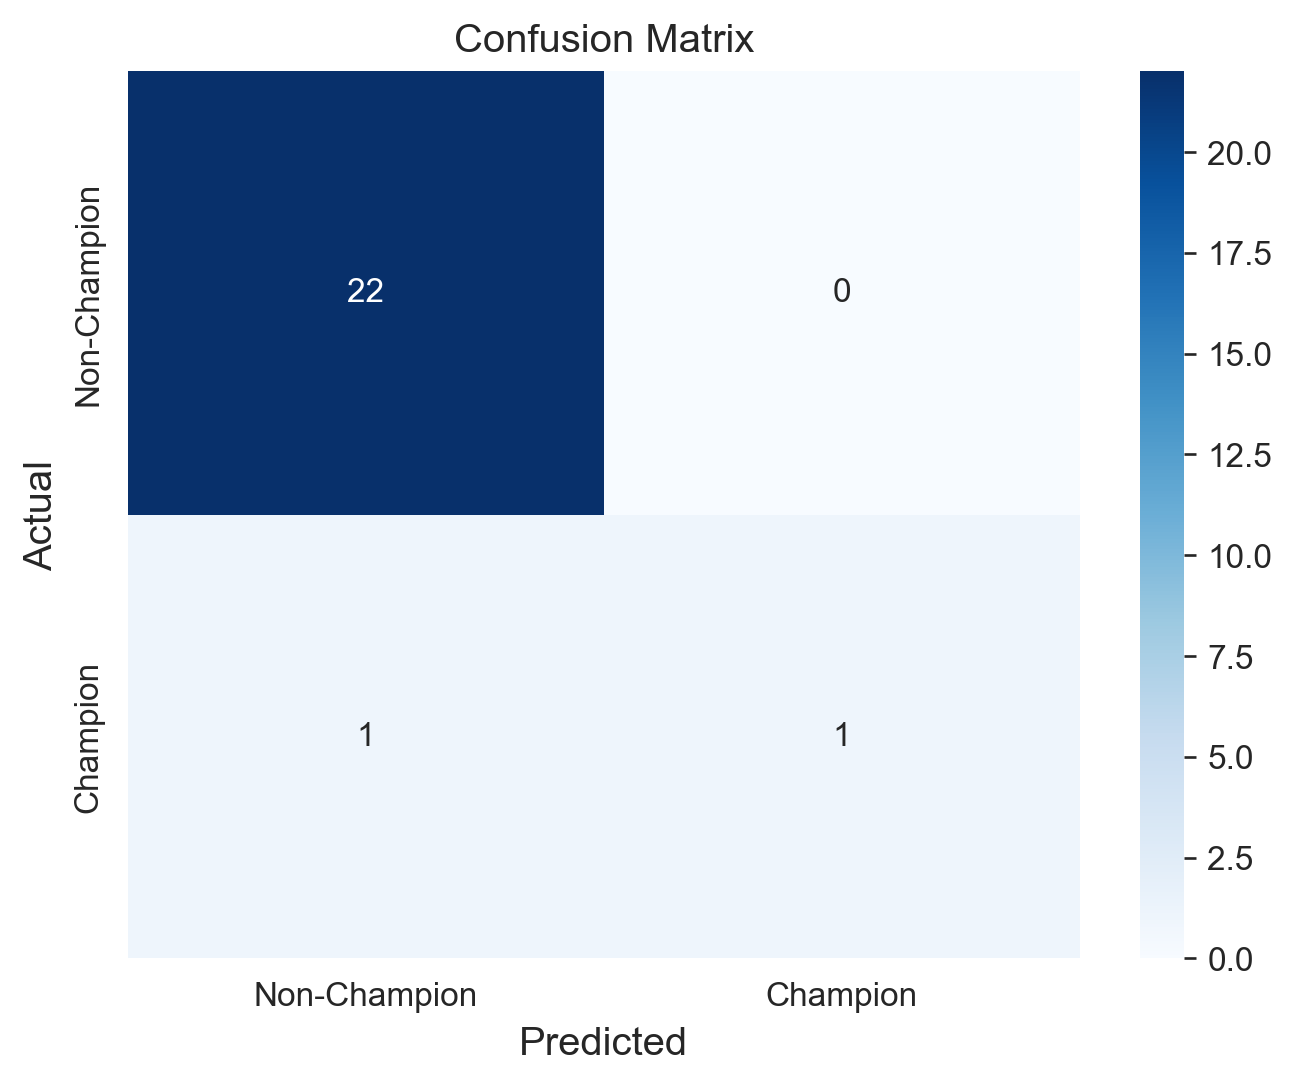 Confusion Matrix
Actual
Non-Champion
Champion
22
0
1
1
Non-Champion
Champion
Predicted
20.0
17.5
15.0
12.5
10.0
7.5
5.0
2.5
0.0